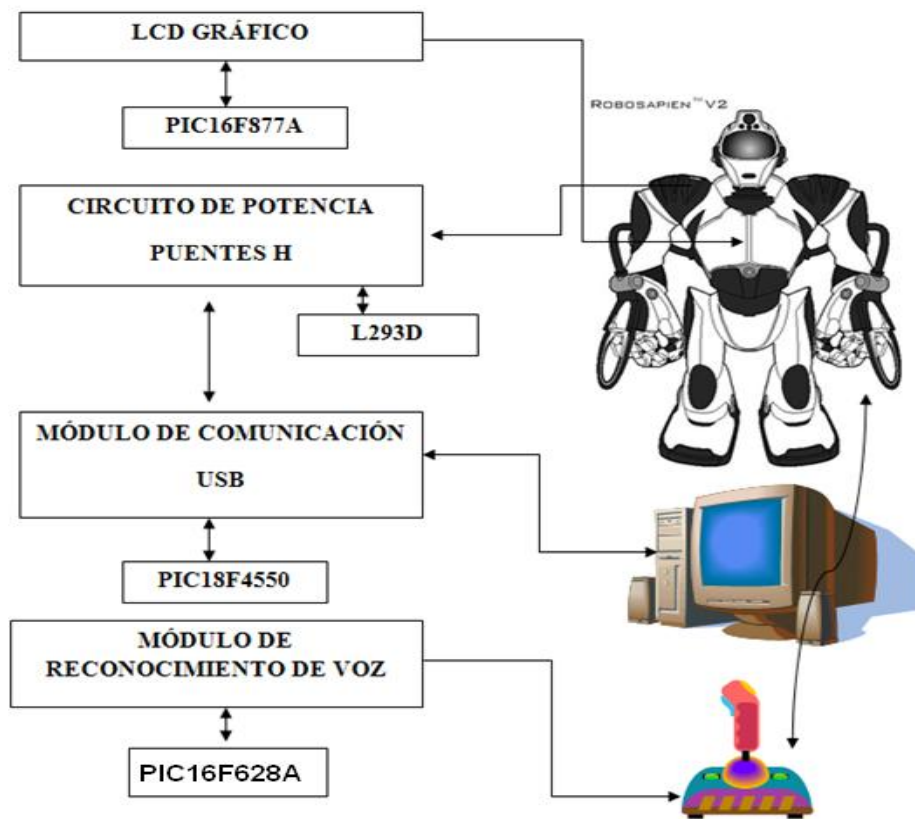 LCD GRÁFICO
PIC16F877A
ROBOSAPIEN™ V2
CIRCUITO DE POTENCIA
PUENTES H
L293D
MÓDULO DE COMUNICACIÓN
USB
PIC18F4550
MÓDULO DE
RECONOCIMIENTO DE VOZ
PIC16F628A